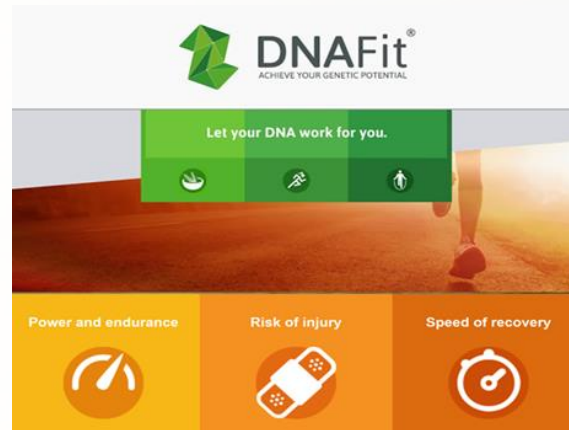 DNAFit®
ACHIEVE YOUR GENETIC POTENTIAL
Let your DNA work for you.
Power and endurance
Risk of injury
Speed of recovery